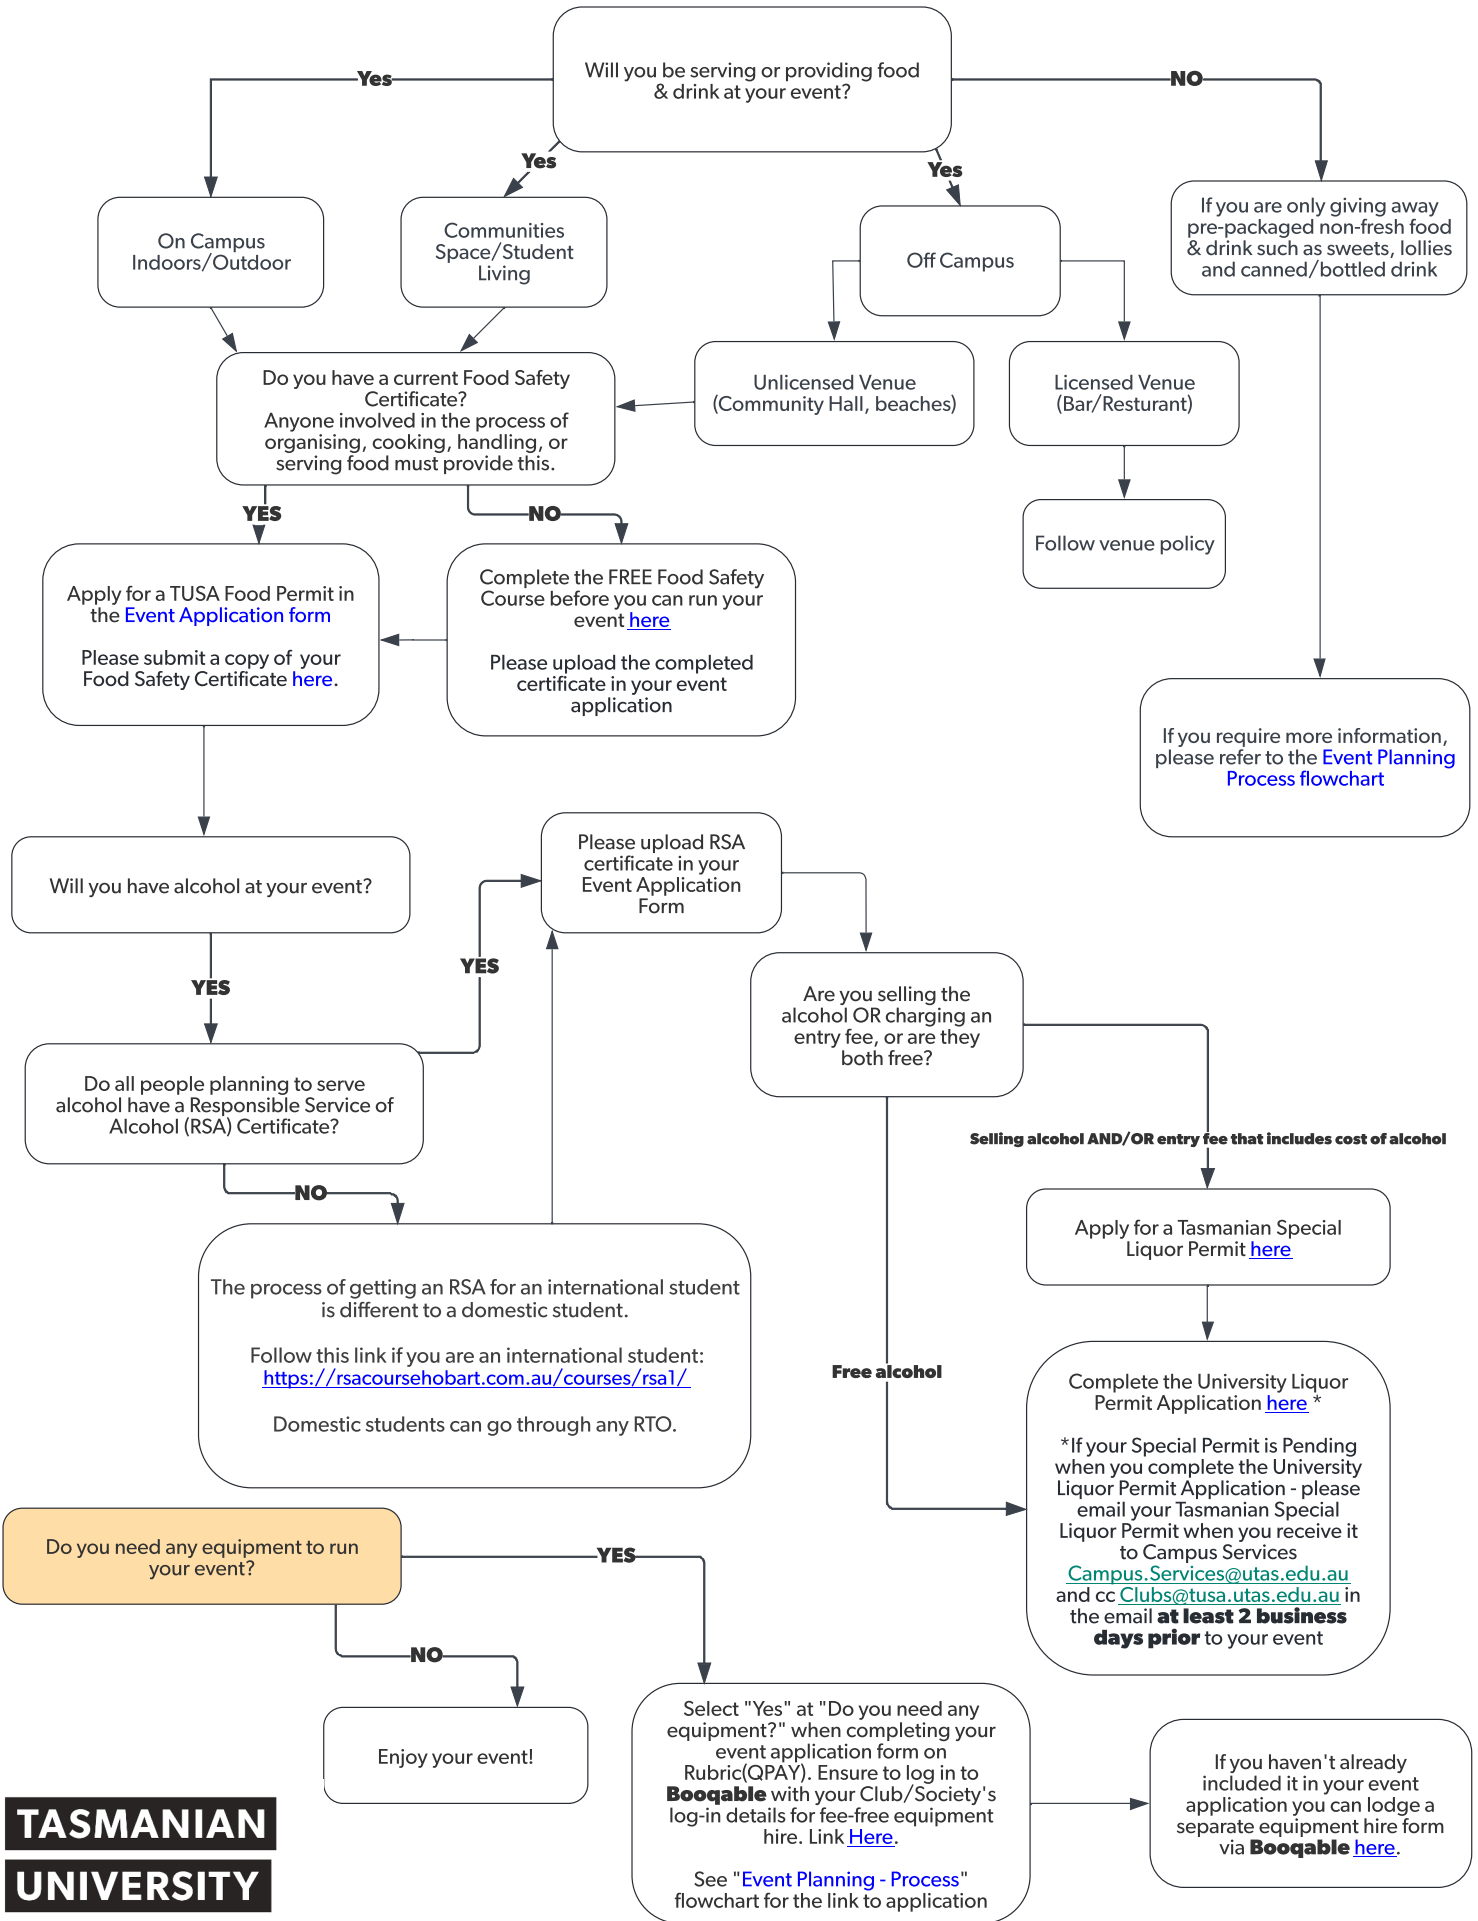 Will you be serving or providing food
& drink at your event?
Yes
Yes
Yes
NO
On Campus
Indoors/Outdoor
Communities
Space/Student
Living
Off Campus
If you are only giving away
pre-packaged non-fresh food
& drink such as sweets, lollies
and canned/bottled drink
Do you have a current Food Safety
Certificate?
Anyone involved in the process of
organising, cooking, handling, or
serving food must provide this.
Unlicensed Venue
(Community Hall, beaches)
Licensed Venue
(Bar/Resturant)
YES
NO
Follow venue policy
Apply for a TUSA Food Permit in
the Event Application form
Please submit a copy of your
Food Safety Certificate here.
Complete the FREE Food Safety
Course before you can run your
event here
Please upload the completed
certificate in your event
application
If you require more information,
please refer to the Event Planning
Process flowchart
Will you have alcohol at your event?
Please upload RSA
certificate in your
Event Application
Form
YES
YES
Are you selling the
alcohol OR charging an
entry fee, or are they
both free?
Do all people planning to serve
alcohol have a Responsible Service of
Alcohol (RSA) Certificate?
Selling alcohol AND/OR entry fee that includes cost of alcohol
NO
Apply for a Tasmanian Special
Liquor Permit here
The process of getting an RSA for an international student
is different to a domestic student.
Follow this link if you are an international student:
https://rsacoursehobart.com.au/courses/rsa1/
Domestic students can go through any RTO.
Free alcohol
Complete the University Liquor
Permit Application here *
*If your Special Permit is Pending
when you complete the University
Liquor Permit Application - please
email your Tasmanian Special
Liquor Permit when you receive it
to Campus Services
Campus.Services@utas.edu.au
and cc Clubs@tusa.utas.edu.au in
the email at least 2 business
days prior to your event
Do you need any equipment to run
your event?
YES
NO
Enjoy your event!
Select "Yes" at "Do you need any
equipment?" when completing your
event application form on
Rubric(QPAY). Ensure to log in to
Booqable with your Club/Society's
log-in details for fee-free equipment
hire. Link Here.
See "Event Planning - Process"
flowchart for the link to application
If you haven't already
included it in your event
application you can lodge a
separate equipment hire form
via Booqable here.
TASMANIAN
UNIVERSITY